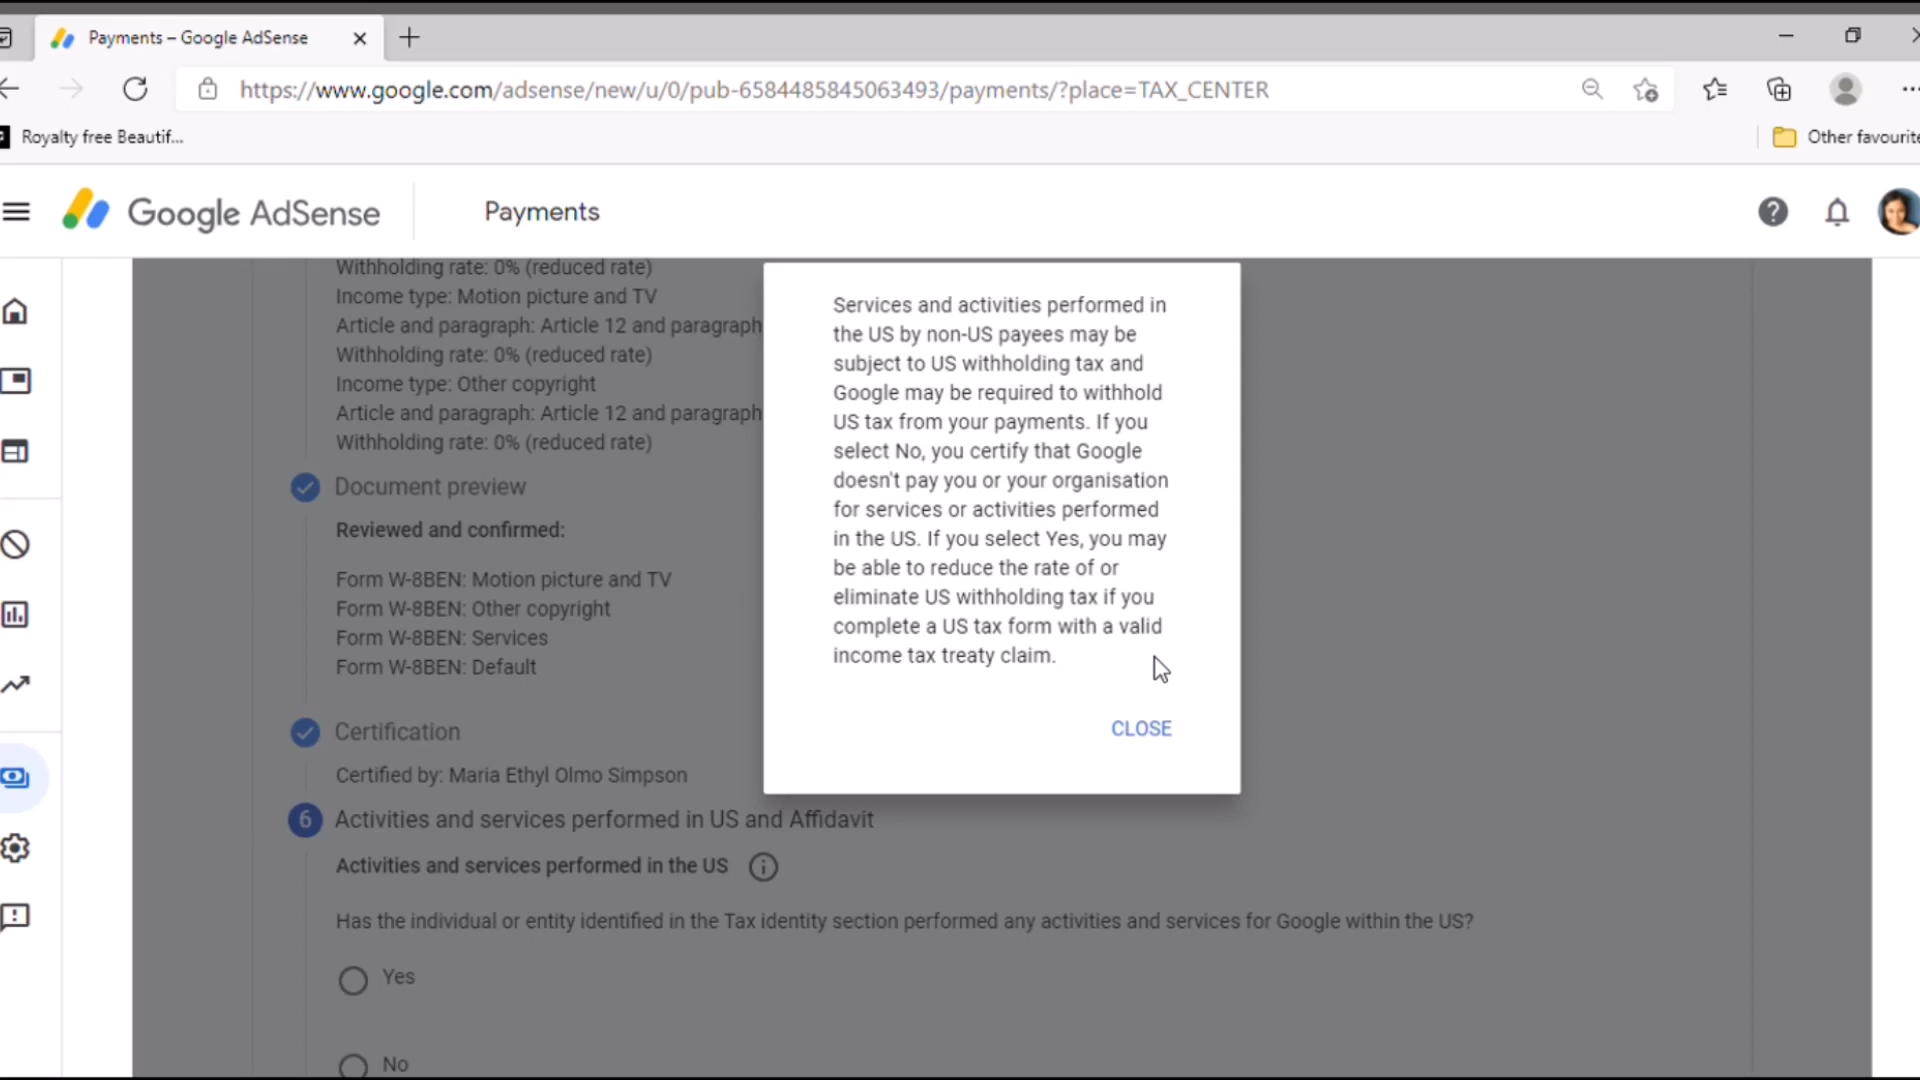 Payments – Google AdSense
https://www.google.com/adsense/new/u/0/pub-6584485845063493/payments/?place=TAX_CENTER
Royalty free Beautif...
Other favourite
Google AdSense
Payments
Withholding rate: 0% (reduced rate)
Income type: Motion picture and TV
Article and paragraph: Article 12 and paragraph
Withholding rate: 0% (reduced rate)
Income type: Other copyright
Article and paragraph: Article 12 and paragraph
Withholding rate: 0% (reduced rate)
Document preview
Reviewed and confirmed:
Form W-8BEN: Motion picture and TV
Form W-8BEN: Other copyright
Form W-8BEN: Services
Form W-8BEN: Default
Certification
Certified by: Maria Ethyl Olmo Simpson
6 Activities and services performed in US and Affidavit
Activities and services performed in the US
Has the individual or entity identified in the Tax identity section performed any activities and services for Google within the US?
Yes
No
Services and activities performed in
the US by non-US payees may be
subject to US withholding tax and
Google may be required to withhold
US tax from your payments. If you
select No, you certify that Google
doesn't pay you or your organisation
for services or activities performed
in the US. If you select Yes, you may
be able to reduce the rate of or
eliminate US withholding tax if you
complete a US tax form with a valid
income tax treaty claim.
CLOSE